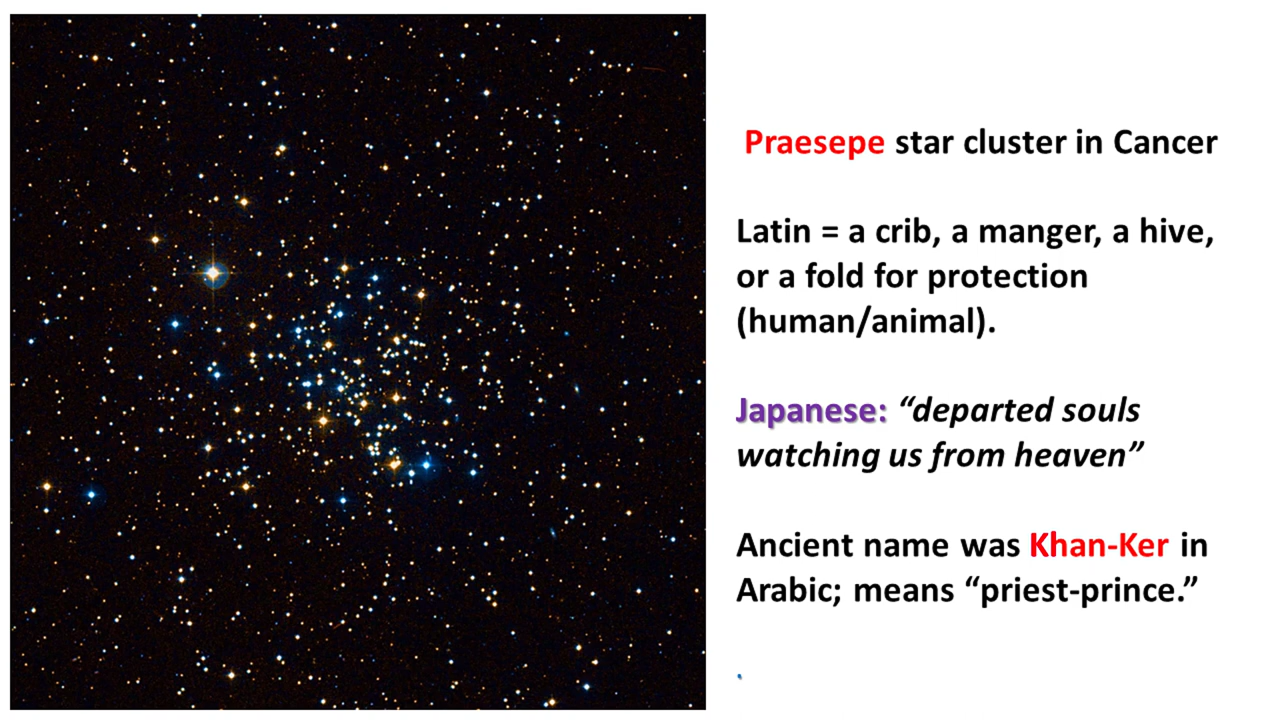 Praesepe star cluster in Cancer
Latin = a crib, a manger, a hive,
or a fold for protection
(human/animal).
Japanese: “departed souls
watching us from heaven”
Ancient name was Khan-Ker in
Arabic; means “priest-prince.”
.